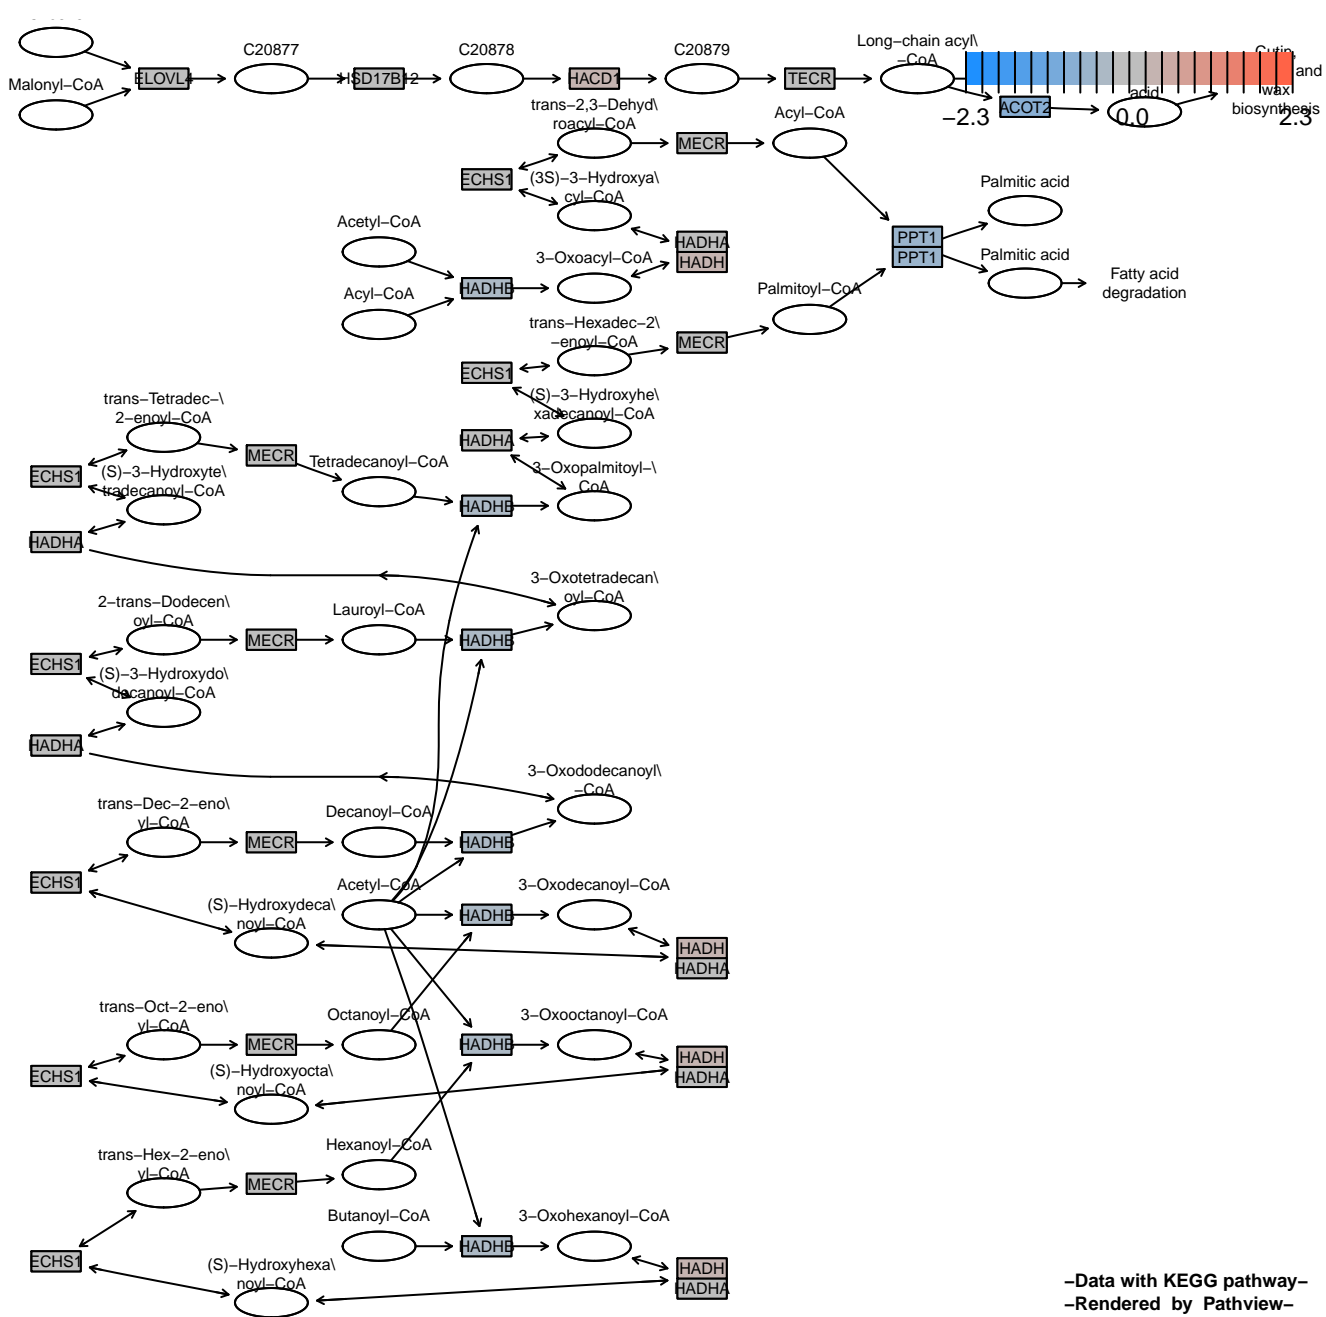 C20877
C20878
C20879
Long−chain acyl\
−CoA
Cutin,
and
wax
biosynthesis
acid
Malonyl−CoA
ELOVL4
HSD17B12
HACD1
TECR
ACOT2
−2.3
0.0
2.3
trans−2,3−Dehyd\
roacyl−CoA
Acyl−CoA
MECR
ECHS1
(3S)−3−Hydroxya\
cyl−CoA
Palmitic acid
Acetyl−CoA
HADHA
HADH
PPT1
PPT1
3−Oxoacyl−CoA
Palmitic acid
HADHB
Acyl−CoA
Palmitoyl−CoA
Fatty acid
degradation
trans−Hexadec−2\
−enoyl−CoA
MECR
ECHS1
(S)−3−Hydroxyhe\
xadecanoyl−CoA
trans−Tetradec−\
2−enoyl−CoA
HADHA
MECR
Tetradecanoyl−CoA
3−Oxopalmitoyl−\
CoA
ECHS1
(S)−3−Hydroxyte\
tradecanoyl−CoA
HADHB
HADHA
3−Oxotetradecan\
oyl−CoA
2−trans−Dodecen\
oyl−CoA
Lauroyl−CoA
MECR
HADHB
ECHS1
(S)−3−Hydroxydo\
decanoyl−CoA
HADHA
3−Oxododecanoyl\
−CoA
trans−Dec−2−eno\
yl−CoA
Decanoyl−CoA
MECR
HADHB
ECHS1
Acetyl−CoA
3−Oxodecanoyl−CoA
(S)−Hydroxydeca\
noyl−CoA
HADHB
HADH
HADHA
trans−Oct−2−eno\
yl−CoA
Octanoyl−CoA
3−Oxooctanoyl−CoA
MECR
HADHB
HADH
HADHA
ECHS1
(S)−Hydroxyocta\
noyl−CoA
trans−Hex−2−eno\
yl−CoA
Hexanoyl−CoA
MECR
Butanoyl−CoA
3−Oxohexanoyl−CoA
HADHB
ECHS1
(S)−Hydroxyhexa\
noyl−CoA
HADH
HADHA
−Data with KEGG pathway−
−Rendered by Pathview−